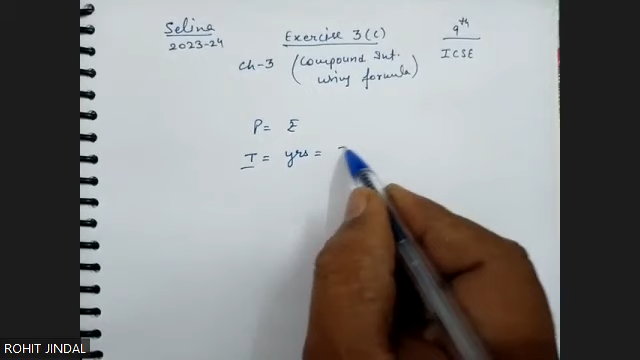 Selina
2023-24
Exercise 3(C)
9th
ICSE
Ch-3 (Compound Int. using formula)
P = ₹
T = yrs =
ROHIT JINDAL